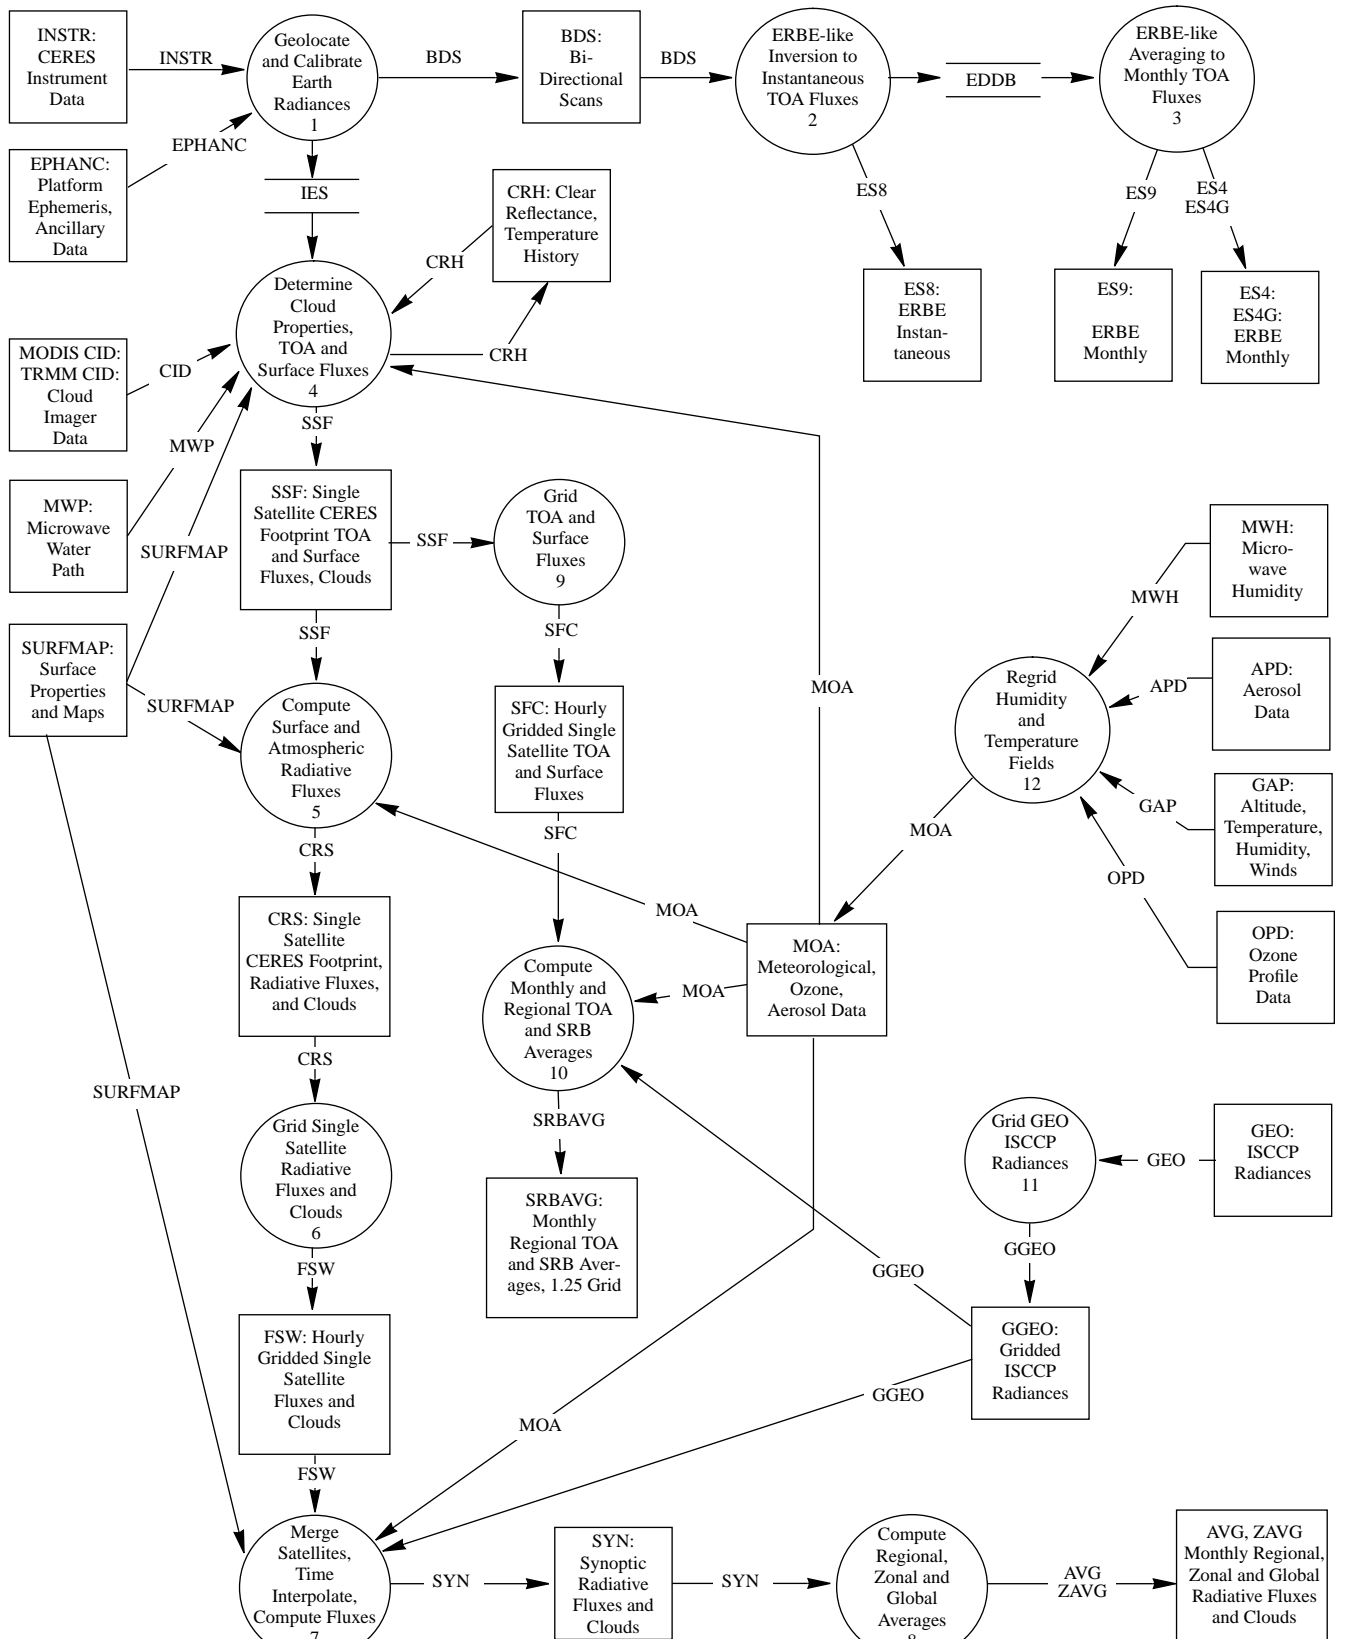 INSTR:
CERES
Instrument
Data
INSTR
Geolocate
and Calibrate
Earth
Radiances
1
BDS
BDS:
Bi-
Directional
Scans
BDS
ERBE-like
Inversion to
Instantaneous
TOA Fluxes
2
EDDB
ERBE-like
Averaging to
Monthly TOA
Fluxes
3
EPHANC:
Platform
Ephemeris,
Ancillary
Data
EPHANC
IES
CRH: Clear
Reflectance,
Temperature
History
CRH
CRH
ES8
ES9
ES4
ES4G
ES8:
ERBE
Instan-
taneous
ES9:
ERBE
Monthly
ES4:
ES4G:
ERBE
Monthly
Determine
Cloud
Properties,
TOA and
Surface Fluxes
4
MODIS CID:
TRMM CID:
Cloud
Imager
Data
CID
MWP
MWP:
Microwave
Water
Path
SURFMAP
SSF
SSF: Single
Satellite CERES
Footprint TOA
and Surface
Fluxes, Clouds
SSF
Grid
TOA and
Surface
Fluxes
9
SSF
SFC
MWH:
Micro-
wave
Humidity
MWH
SURFMAP:
Surface
Properties
and Maps
SURFMAP
Compute
Surface and
Atmospheric
Radiative
Fluxes
5
SFC: Hourly
Gridded Single
Satellite TOA
and Surface
Fluxes
MOA
Regrid
Humidity
and
Temperature
Fields
12
APD
APD:
Aerosol
Data
GAP
GAP:
Altitude,
Temperature,
Humidity,
Winds
OPD
OPD:
Ozone
Profile
Data
SFC
MOA
CRS
CRS: Single
Satellite
CERES Footprint,
Radiative Fluxes,
and Clouds
MOA
MOA
MOA:
Meteorological,
Ozone,
Aerosol Data
Compute
Monthly and
Regional TOA
and SRB
Averages
10
CRS
SURFMAP
SRBAVG
Grid Single
Satellite
Radiative
Fluxes and
Clouds
6
SRBAVG:
Monthly
Regional TOA
and SRB Aver-
ages, 1.25 Grid
Grid GEO
ISCCP
Radiances
11
GEO
GEO:
ISCCP
Radiances
GGEO
GGEO
FSW
FSW: Hourly
Gridded Single
Satellite
Fluxes and
Clouds
GGEO:
Gridded
ISCCP
Radiances
GGEO
MOA
FSW
Merge
Satellites,
Time
Interpolate,
Compute Fluxes
7
SYN
SYN:
Synoptic
Radiative
Fluxes and
Clouds
SYN
Compute
Regional,
Zonal and
Global
Averages
8
AVG
ZAVG
AVG, ZAVG
Monthly Regional,
Zonal and Global
Radiative Fluxes
and Clouds